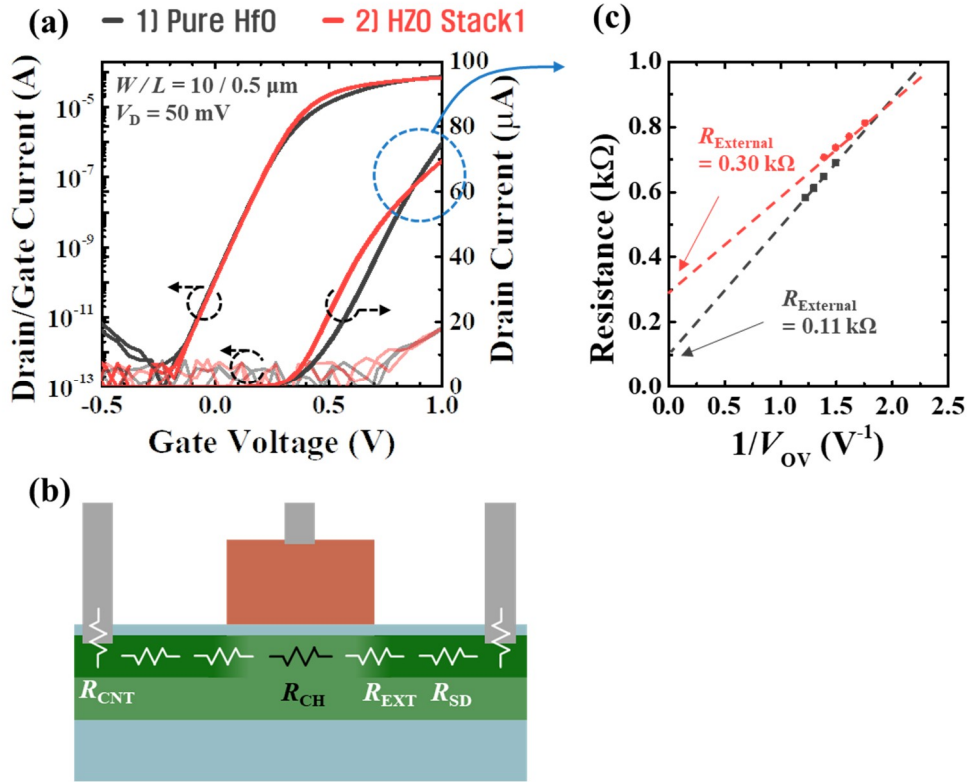 (a)
1) Pure HfO
2) HZO Stack1
W/L = 10 / 0.5 μm
V_D = 50 mV
Drain/Gate Current (A)
10⁻⁵
10⁻⁷
10⁻⁹
10⁻¹¹
10⁻¹³
-0.5
0.0
0.5
1.0
Gate Voltage (V)
100
80
60
40
20
0
Drain Current (μA)
(c)
Resistance (kΩ)
1.0
0.8
0.6
0.4
0.2
0.0
R_External
= 0.30 kΩ
R_External
= 0.11 kΩ
0.0
0.5
1.0
1.5
2.0
2.5
1/V_OV (V⁻¹)
(b)
R_CNT
R_CH
R_EXT
R_SD